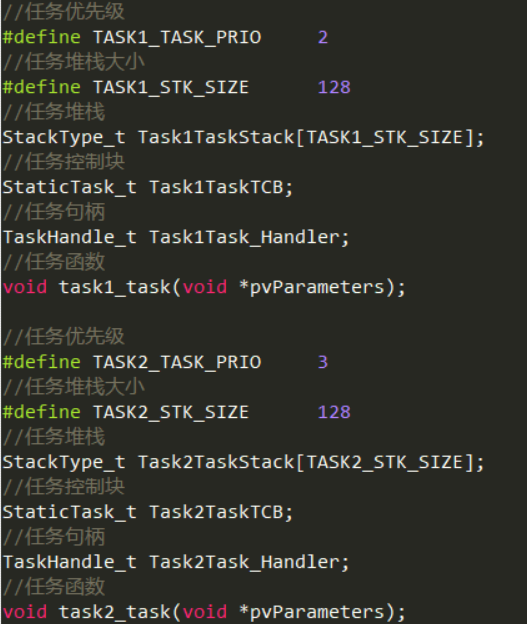 //任务优先级
#define TASK1_TASK_PRIO     2
//任务堆栈大小
#define TASK1_STK_SIZE      128
//任务堆栈
StackType_t Task1TaskStack[TASK1_STK_SIZE];
//任务控制块
StaticTask_t Task1TaskTCB;
//任务句柄
TaskHandle_t Task1Task_Handler;
//任务函数
void task1_task(void *pvParameters);

//任务优先级
#define TASK2_TASK_PRIO     3
//任务堆栈大小
#define TASK2_STK_SIZE      128
//任务堆栈
StackType_t Task2TaskStack[TASK2_STK_SIZE];
//任务控制块
StaticTask_t Task2TaskTCB;
//任务句柄
TaskHandle_t Task2Task_Handler;
//任务函数
void task2_task(void *pvParameters);